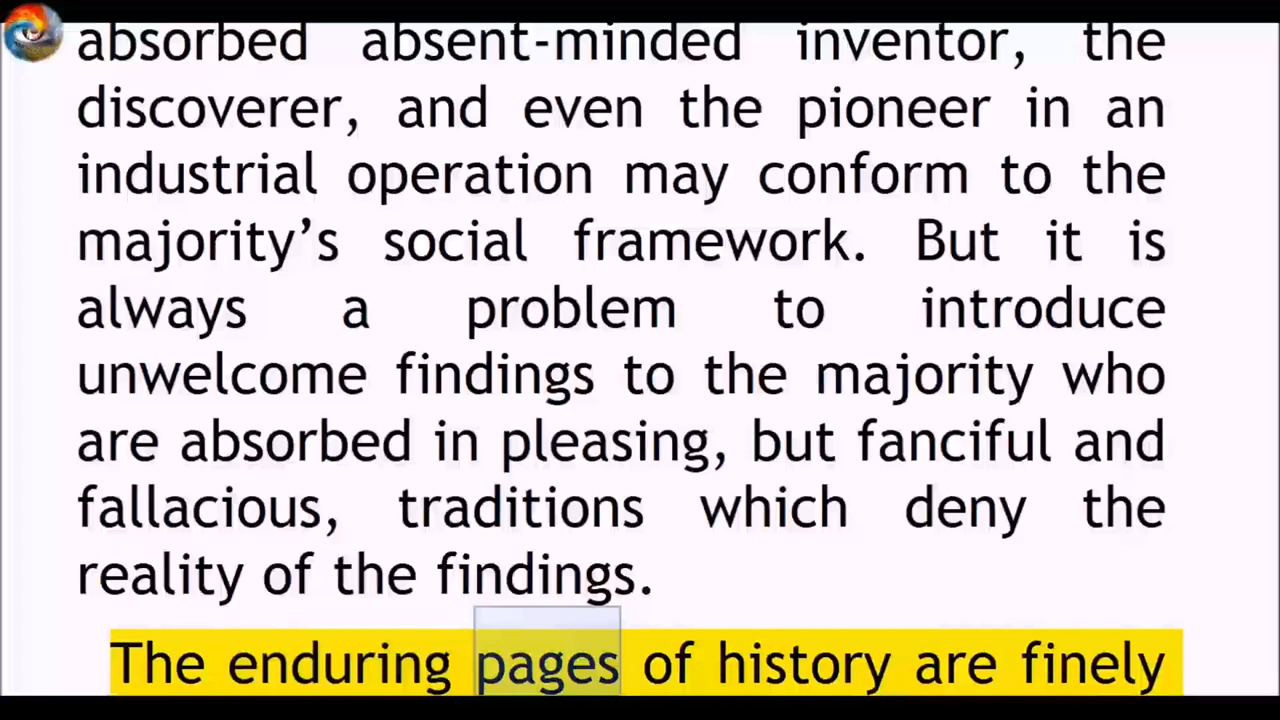 absorbed absent-minded inventor, the
discoverer, and even the pioneer in an
industrial operation may conform to the
majority’s social framework. But it is
always a problem to introduce
unwelcome findings to the majority who
are absorbed in pleasing, but fanciful and
fallacious, traditions which deny the
reality of the findings.
The enduring pages of history are finely